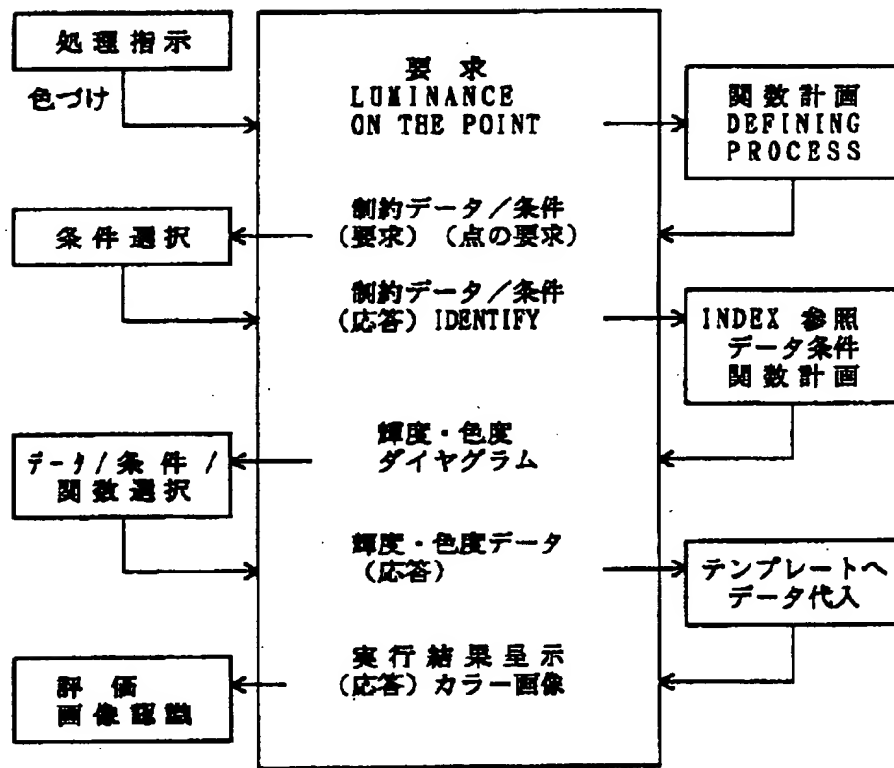 処理指示
色づけ
要求
LUMINANCE
ON THE POINT
関数計画
DEFINING
PROCESS
制約データ/条件
(要求)(点の要求)
条件選択
制約データ/条件
(応答) IDENTIFY
INDEX 参照
データ条件
関数計画
輝度・色度
ダイヤグラム
データ/条件/
関数選択
輝度・色度データ
(応答)
テンプレートへ
データ代入
実行結果呈示
(応答) カラー画像
評価
画像認識